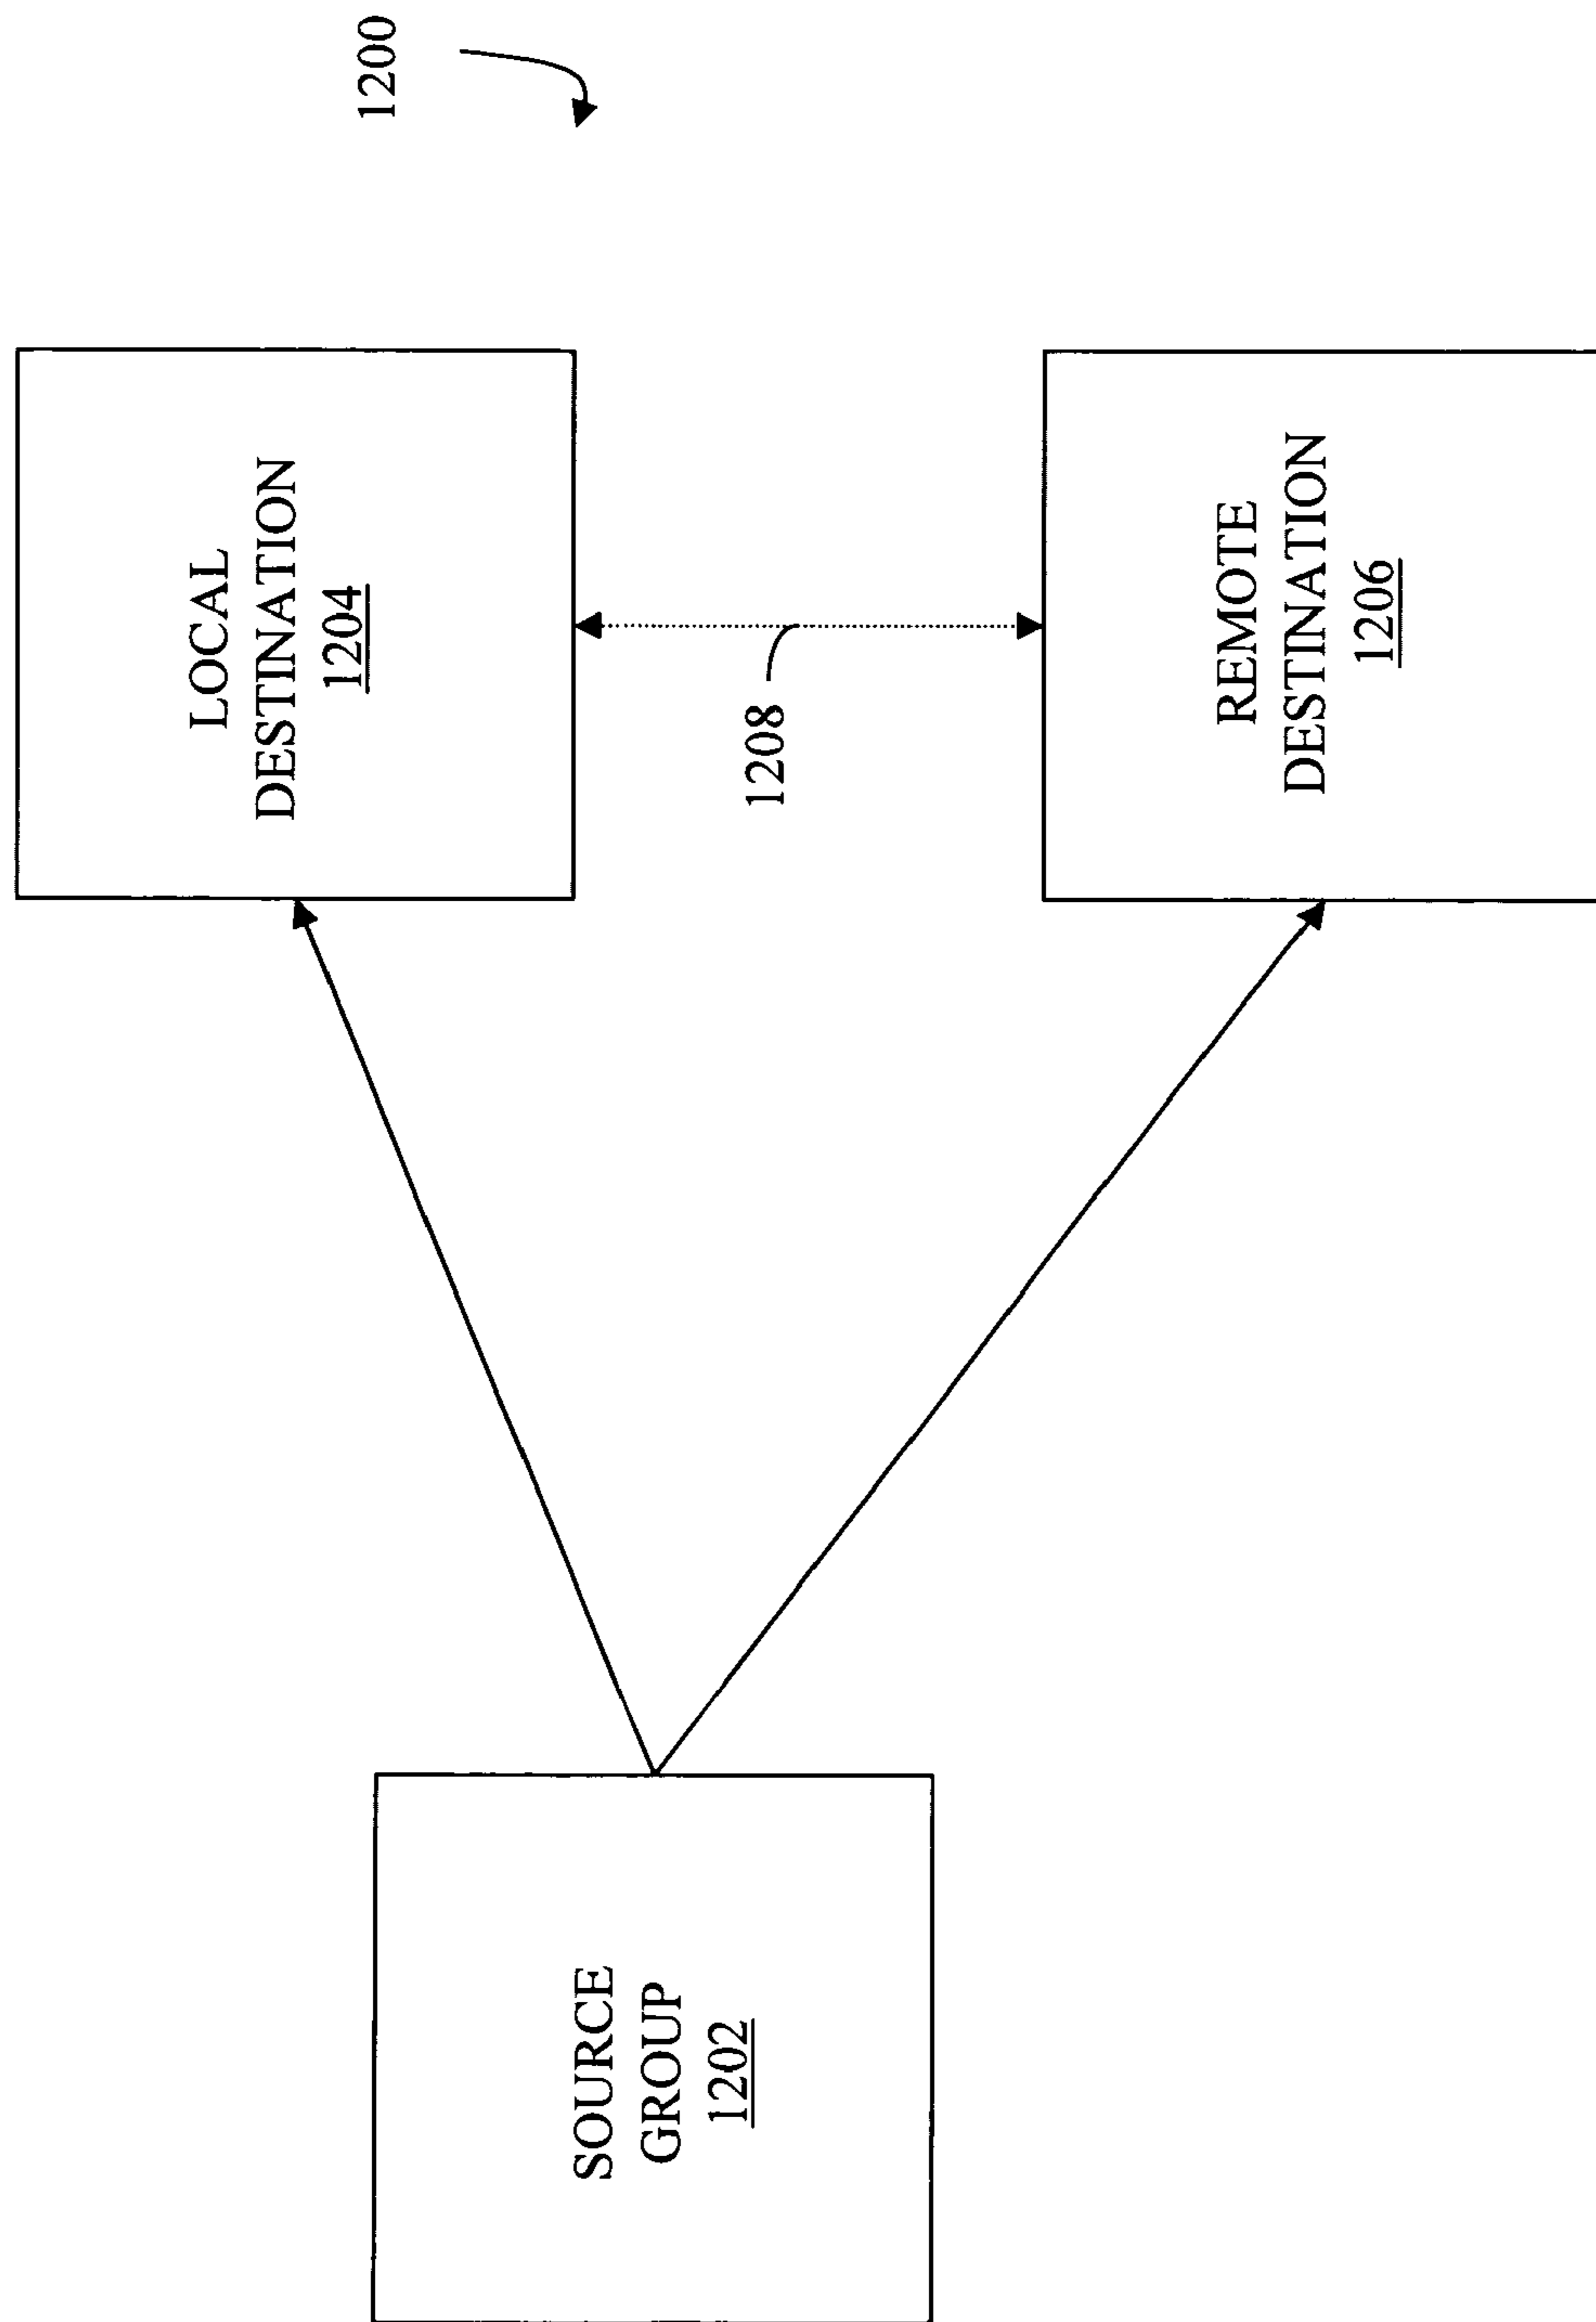 1200
LOCAL
DESTINATION
1204
1208
REMOTE
DESTINATION
1206
SOURCE
GROUP
1202